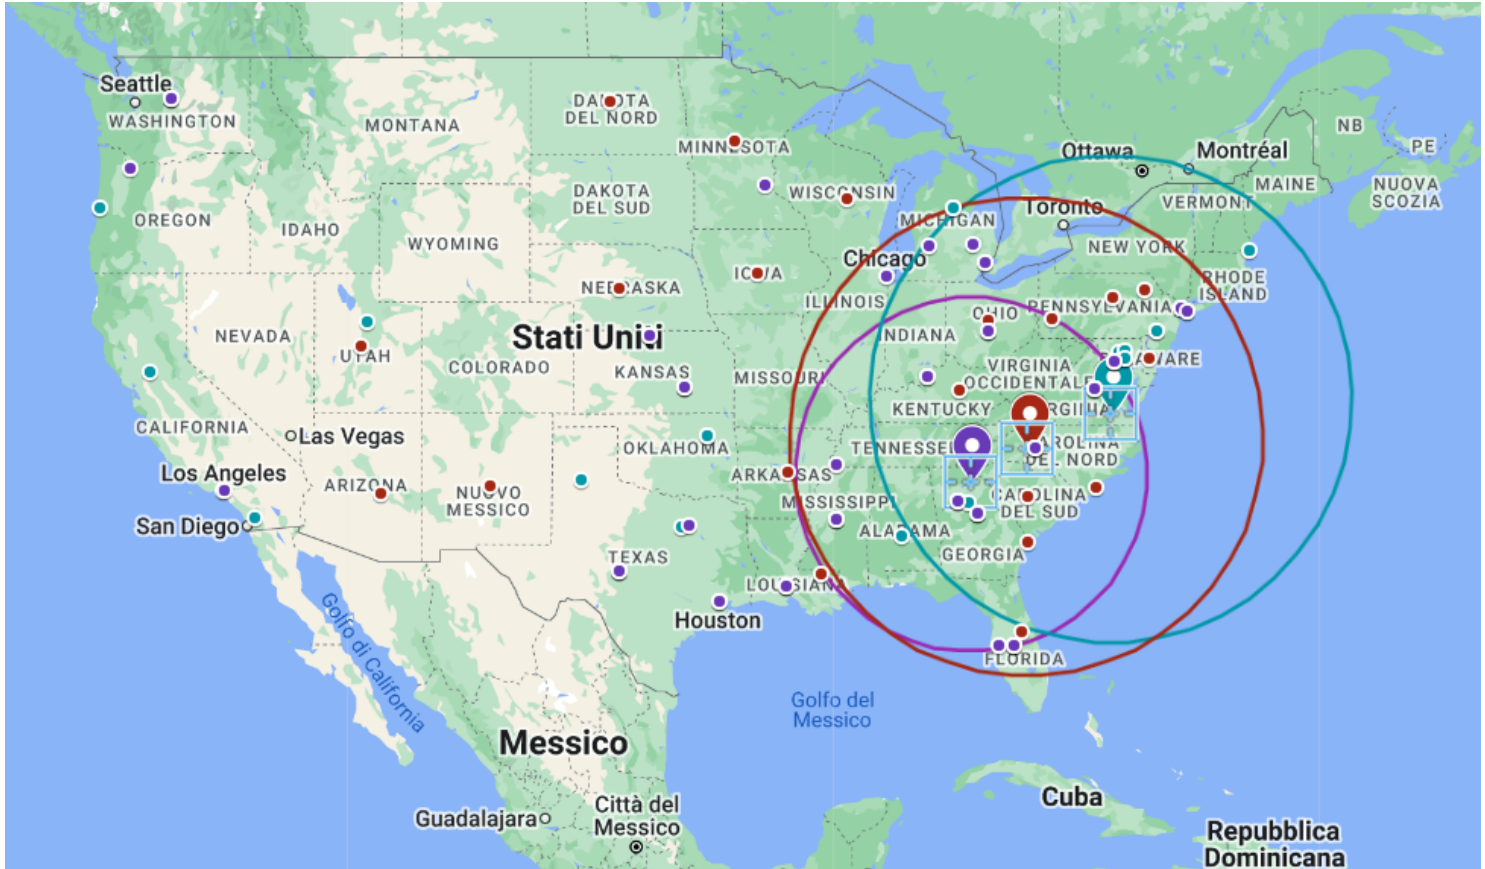 Seattle
WASHINGTON
MONTANA
DAKOTA
DEL NORD
MINNESOTA
NB
Ottawa
Montréal
PE
MAINE
NUOVA
SCOZIA
OREGON
IDAHO
DAKOTA
DEL SUD
WISCONSIN
MICHIGAN
Toronto
VERMONT
WYOMING
NEW YORK
Chicago
IOWA
NEBRASKA
ILLINOIS
RHODE
ISLAND
PENNSYLVANIA
OHIO
NEVADA
Stati Uniti
INDIANA
UTAH
COLORADO
KANSAS
MISSOURI
VIRGINIA
OCCIDENTALE
DELAWARE
KENTUCKY
VIRGINIA
CALIFORNIA
Las Vegas
OKLAHOMA
TENNESSEE
CAROLINA
DEL NORD
Los Angeles
ARIZONA
NUOVO
MESSICO
ARKANSAS
MISSISSIPPI
CAROLINA
DEL SUD
San Diego
ALABAMA
TEXAS
GEORGIA
LOUISIANA
Houston
FLORIDA
Golfo di California
Golfo del
Messico
Messico
Cuba
Guadalajara
Città del
Messico
Repubblica
Dominicana